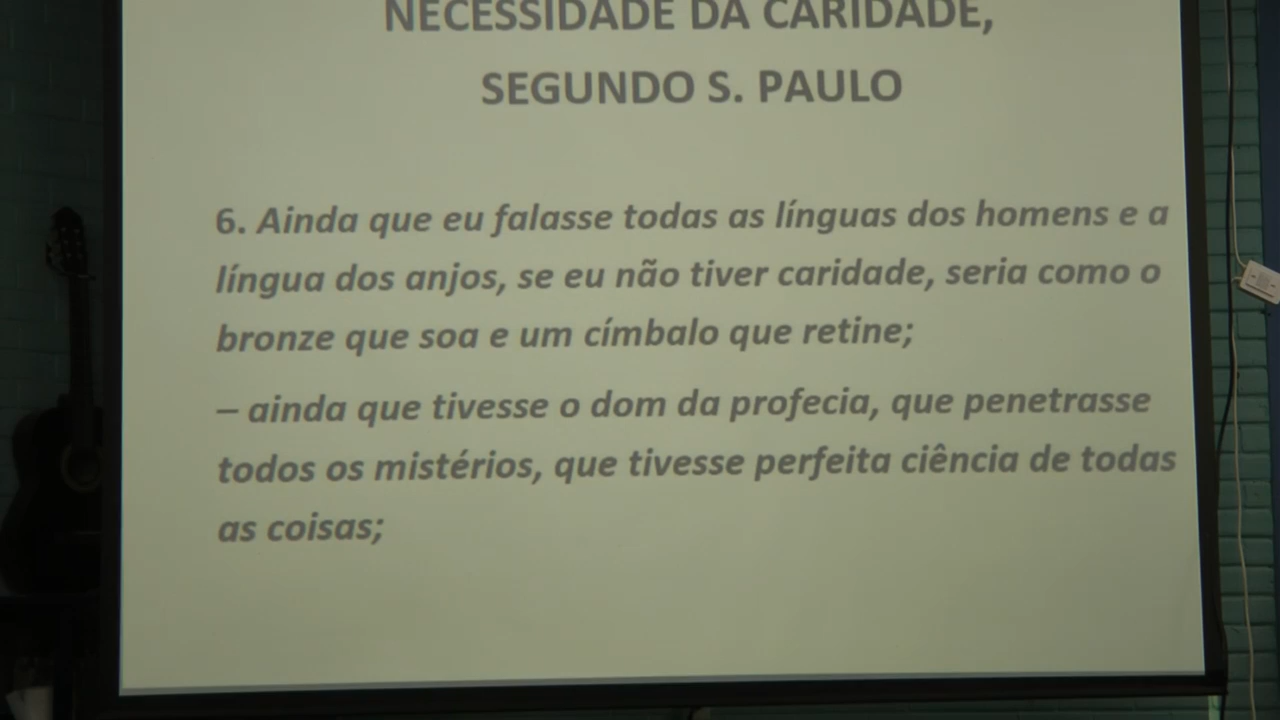 NECESSIDADE DA CARIDADE,
SEGUNDO S. PAULO
6. Ainda que eu falasse todas as línguas dos homens e a
língua dos anjos, se eu não tiver caridade, seria como o
bronze que soa e um címbalo que retine;
– ainda que tivesse o dom da profecia, que penetrasse
todos os mistérios, que tivesse perfeita ciência de todas
as coisas;